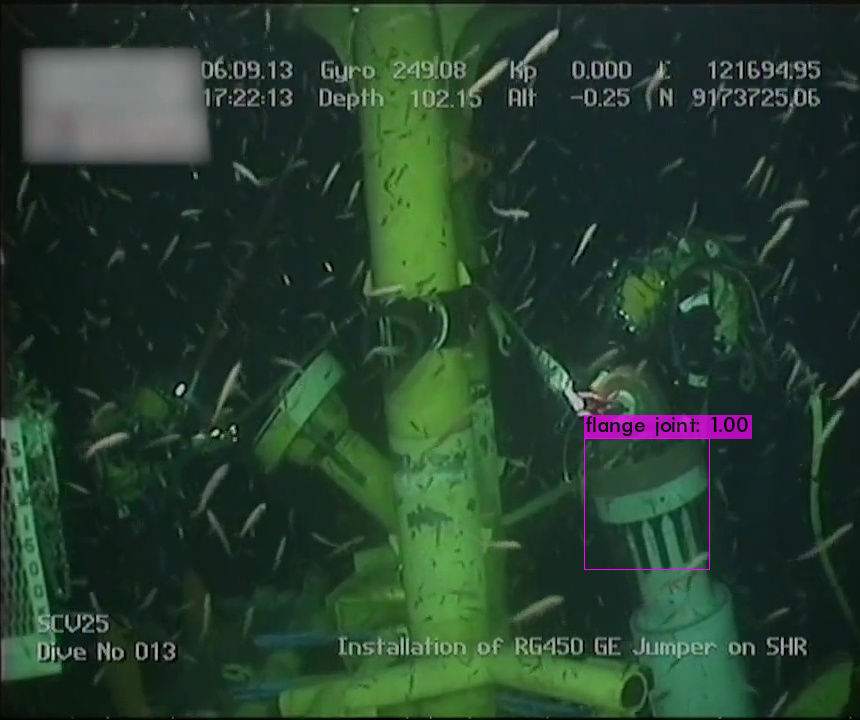 06.09.13 Gyro 249.08 Kp 0.000 E 121694.95
17:22:13 Depth 102.15 Alt -0.25 N 9173725.06
flange joint: 1.00
SCV25
Dive No 013
Installation of RG450 GE Jumper on SHR